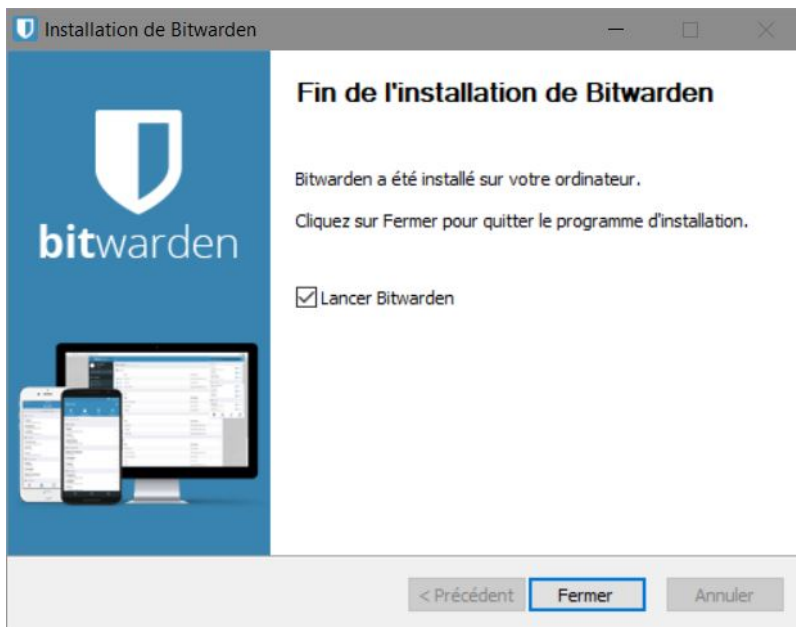 Installation de Bitwarden
Fin de l'installation de Bitwarden
Bitwarden a été installé sur votre ordinateur.
Cliquez sur Fermer pour quitter le programme d'installation.
bitwarden
Lancer Bitwarden
< Précédent
Fermer
Annuler